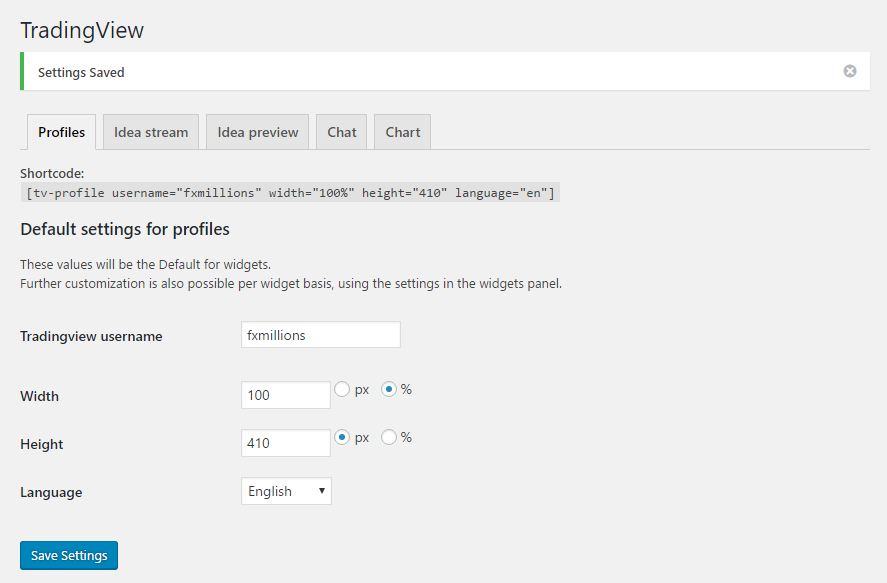 TradingView
Settings Saved
Profiles Idea stream Idea preview Chat Chart
Shortcode:
[tv-profile username="fxmillions" width="100%" height="410" language="en"]
Default settings for profiles
These values will be the Default for widgets.
Further customization is also possible per widget basis, using the settings in the widgets panel.
Tradingview username fxmillions
Width 100 px %
Height 410 px %
Language English
Save Settings